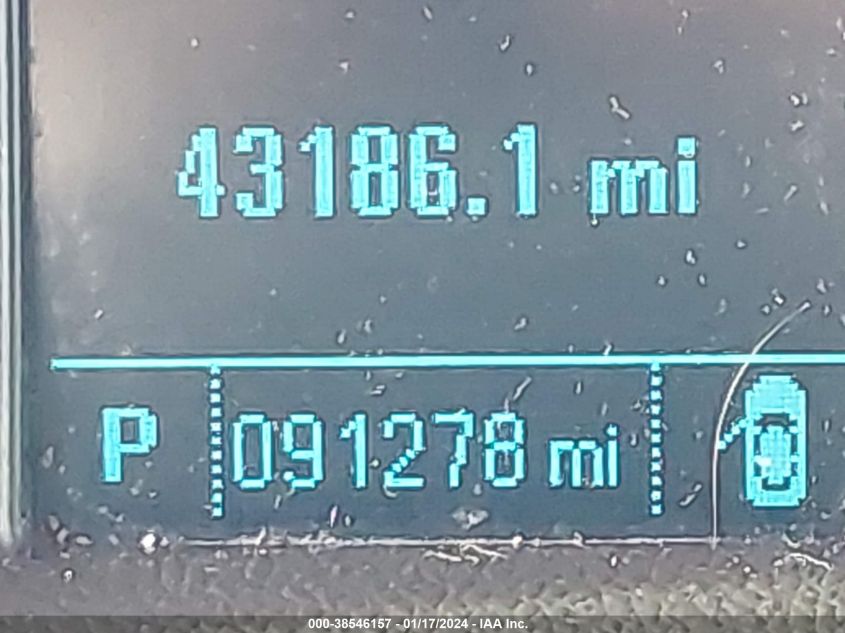 43186.1 mi
P 091278 mi
000-38546157 - 01/17/2024 - IAA Inc.